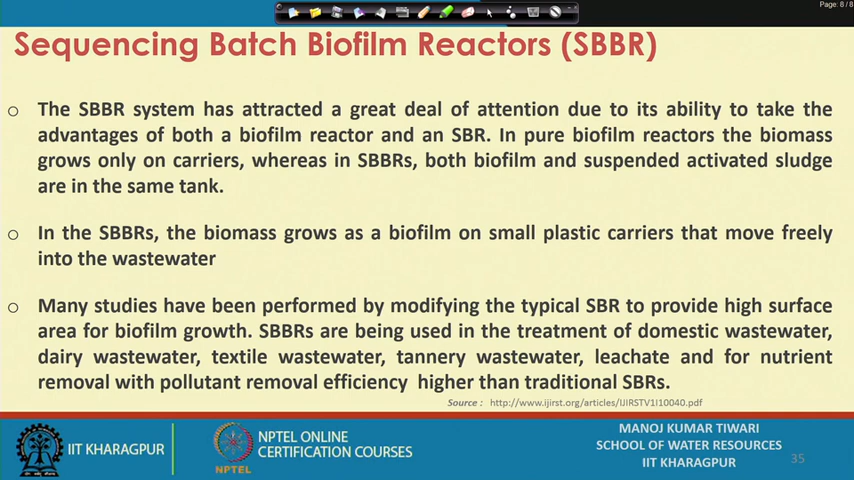 Page: 8 / 8
Sequencing Batch Biofilm Reactors (SBBR)
o The SBBR system has attracted a great deal of attention due to its ability to take the
advantages of both a biofilm reactor and an SBR. In pure biofilm reactors the biomass
grows only on carriers, whereas in SBBRs, both biofilm and suspended activated sludge
are in the same tank.
o In the SBBRs, the biomass grows as a biofilm on small plastic carriers that move freely
into the wastewater
o Many studies have been performed by modifying the typical SBR to provide high surface
area for biofilm growth. SBBRs are being used in the treatment of domestic wastewater,
dairy wastewater, textile wastewater, tannery wastewater, leachate and for nutrient
removal with pollutant removal efficiency higher than traditional SBRs.
Source : http://www.ijirst.org/articles/IJIRSTV1I10040.pdf
IIT KHARAGPUR
NPTEL
NPTEL ONLINE
CERTIFICATION COURSES
MANOJ KUMAR TIWARI
SCHOOL OF WATER RESOURCES
IIT KHARAGPUR
35